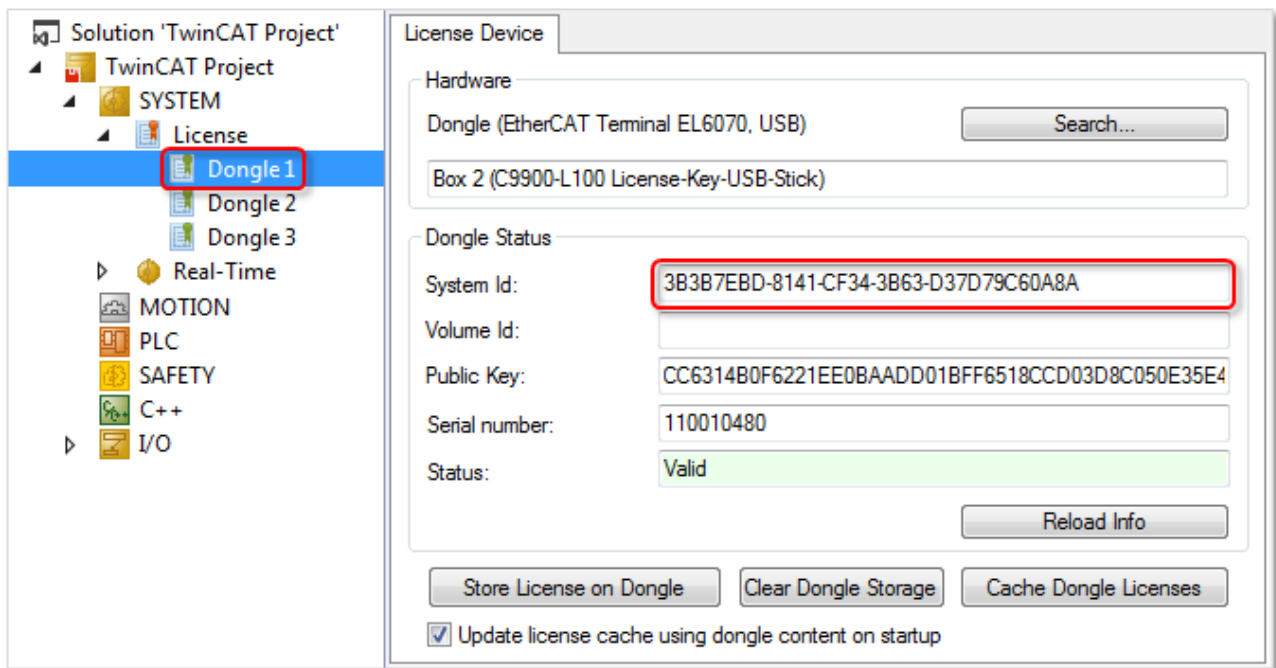 Solution 'TwinCAT Project'
TwinCAT Project
SYSTEM
License
Dongle 1
Dongle 2
Dongle 3
Real-Time
MOTION
PLC
SAFETY
C++
I/O
License Device
Hardware
Dongle (EtherCAT Terminal EL6070, USB)
Search...
Box 2 (C9900-L100 License-Key-USB-Stick)
Dongle Status
System Id: 3B3B7EBD-8141-CF34-3B63-D37D79C60A8A
Volume Id:
Public Key: CC6314B0F6221EE0BAADD01BFF6518CCD03D8C050E35E4
Serial number: 110010480
Status: Valid
Reload Info
Store License on Dongle Clear Dongle Storage Cache Dongle Licenses
Update license cache using dongle content on startup